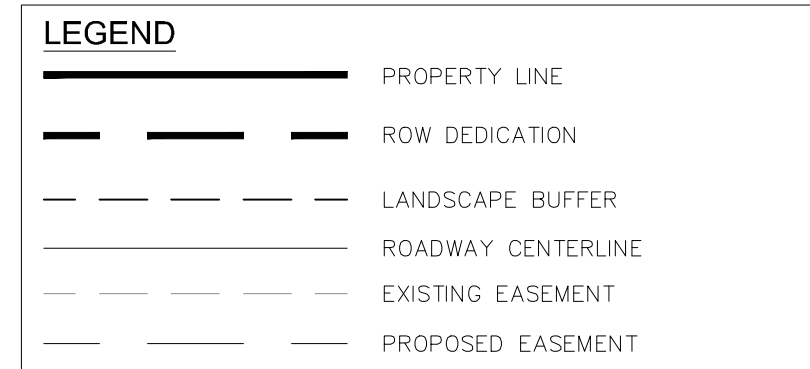 LEGEND
PROPERTY LINE
ROW DEDICATION
LANDSCAPE BUFFER
ROADWAY CENTERLINE
EXISTING EASEMENT
PROPOSED EASEMENT